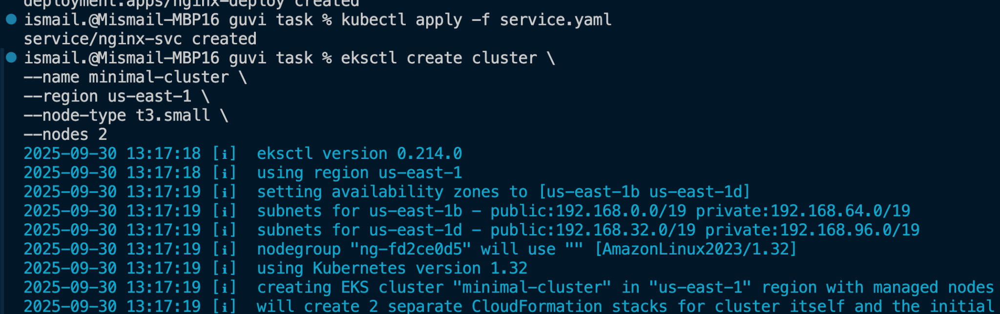 deployment.apps/nginx-deploy created
ismail.@Mismail-MBP16 guvi task % kubectl apply -f service.yaml
service/nginx-svc created
ismail.@Mismail-MBP16 guvi task % eksctl create cluster \
--name minimal-cluster \
--region us-east-1 \
--node-type t3.small \
--nodes 2
2025-09-30 13:17:18 [ℹ]  eksctl version 0.214.0
2025-09-30 13:17:18 [ℹ]  using region us-east-1
2025-09-30 13:17:19 [ℹ]  setting availability zones to [us-east-1b us-east-1d]
2025-09-30 13:17:19 [ℹ]  subnets for us-east-1b - public:192.168.0.0/19 private:192.168.64.0/19
2025-09-30 13:17:19 [ℹ]  subnets for us-east-1d - public:192.168.32.0/19 private:192.168.96.0/19
2025-09-30 13:17:19 [ℹ]  nodegroup "ng-fd2ce0d5" will use "" [AmazonLinux2023/1.32]
2025-09-30 13:17:19 [ℹ]  using Kubernetes version 1.32
2025-09-30 13:17:19 [ℹ]  creating EKS cluster "minimal-cluster" in "us-east-1" region with managed nodes
2025-09-30 13:17:19 [ℹ]  will create 2 separate CloudFormation stacks for cluster itself and the initial